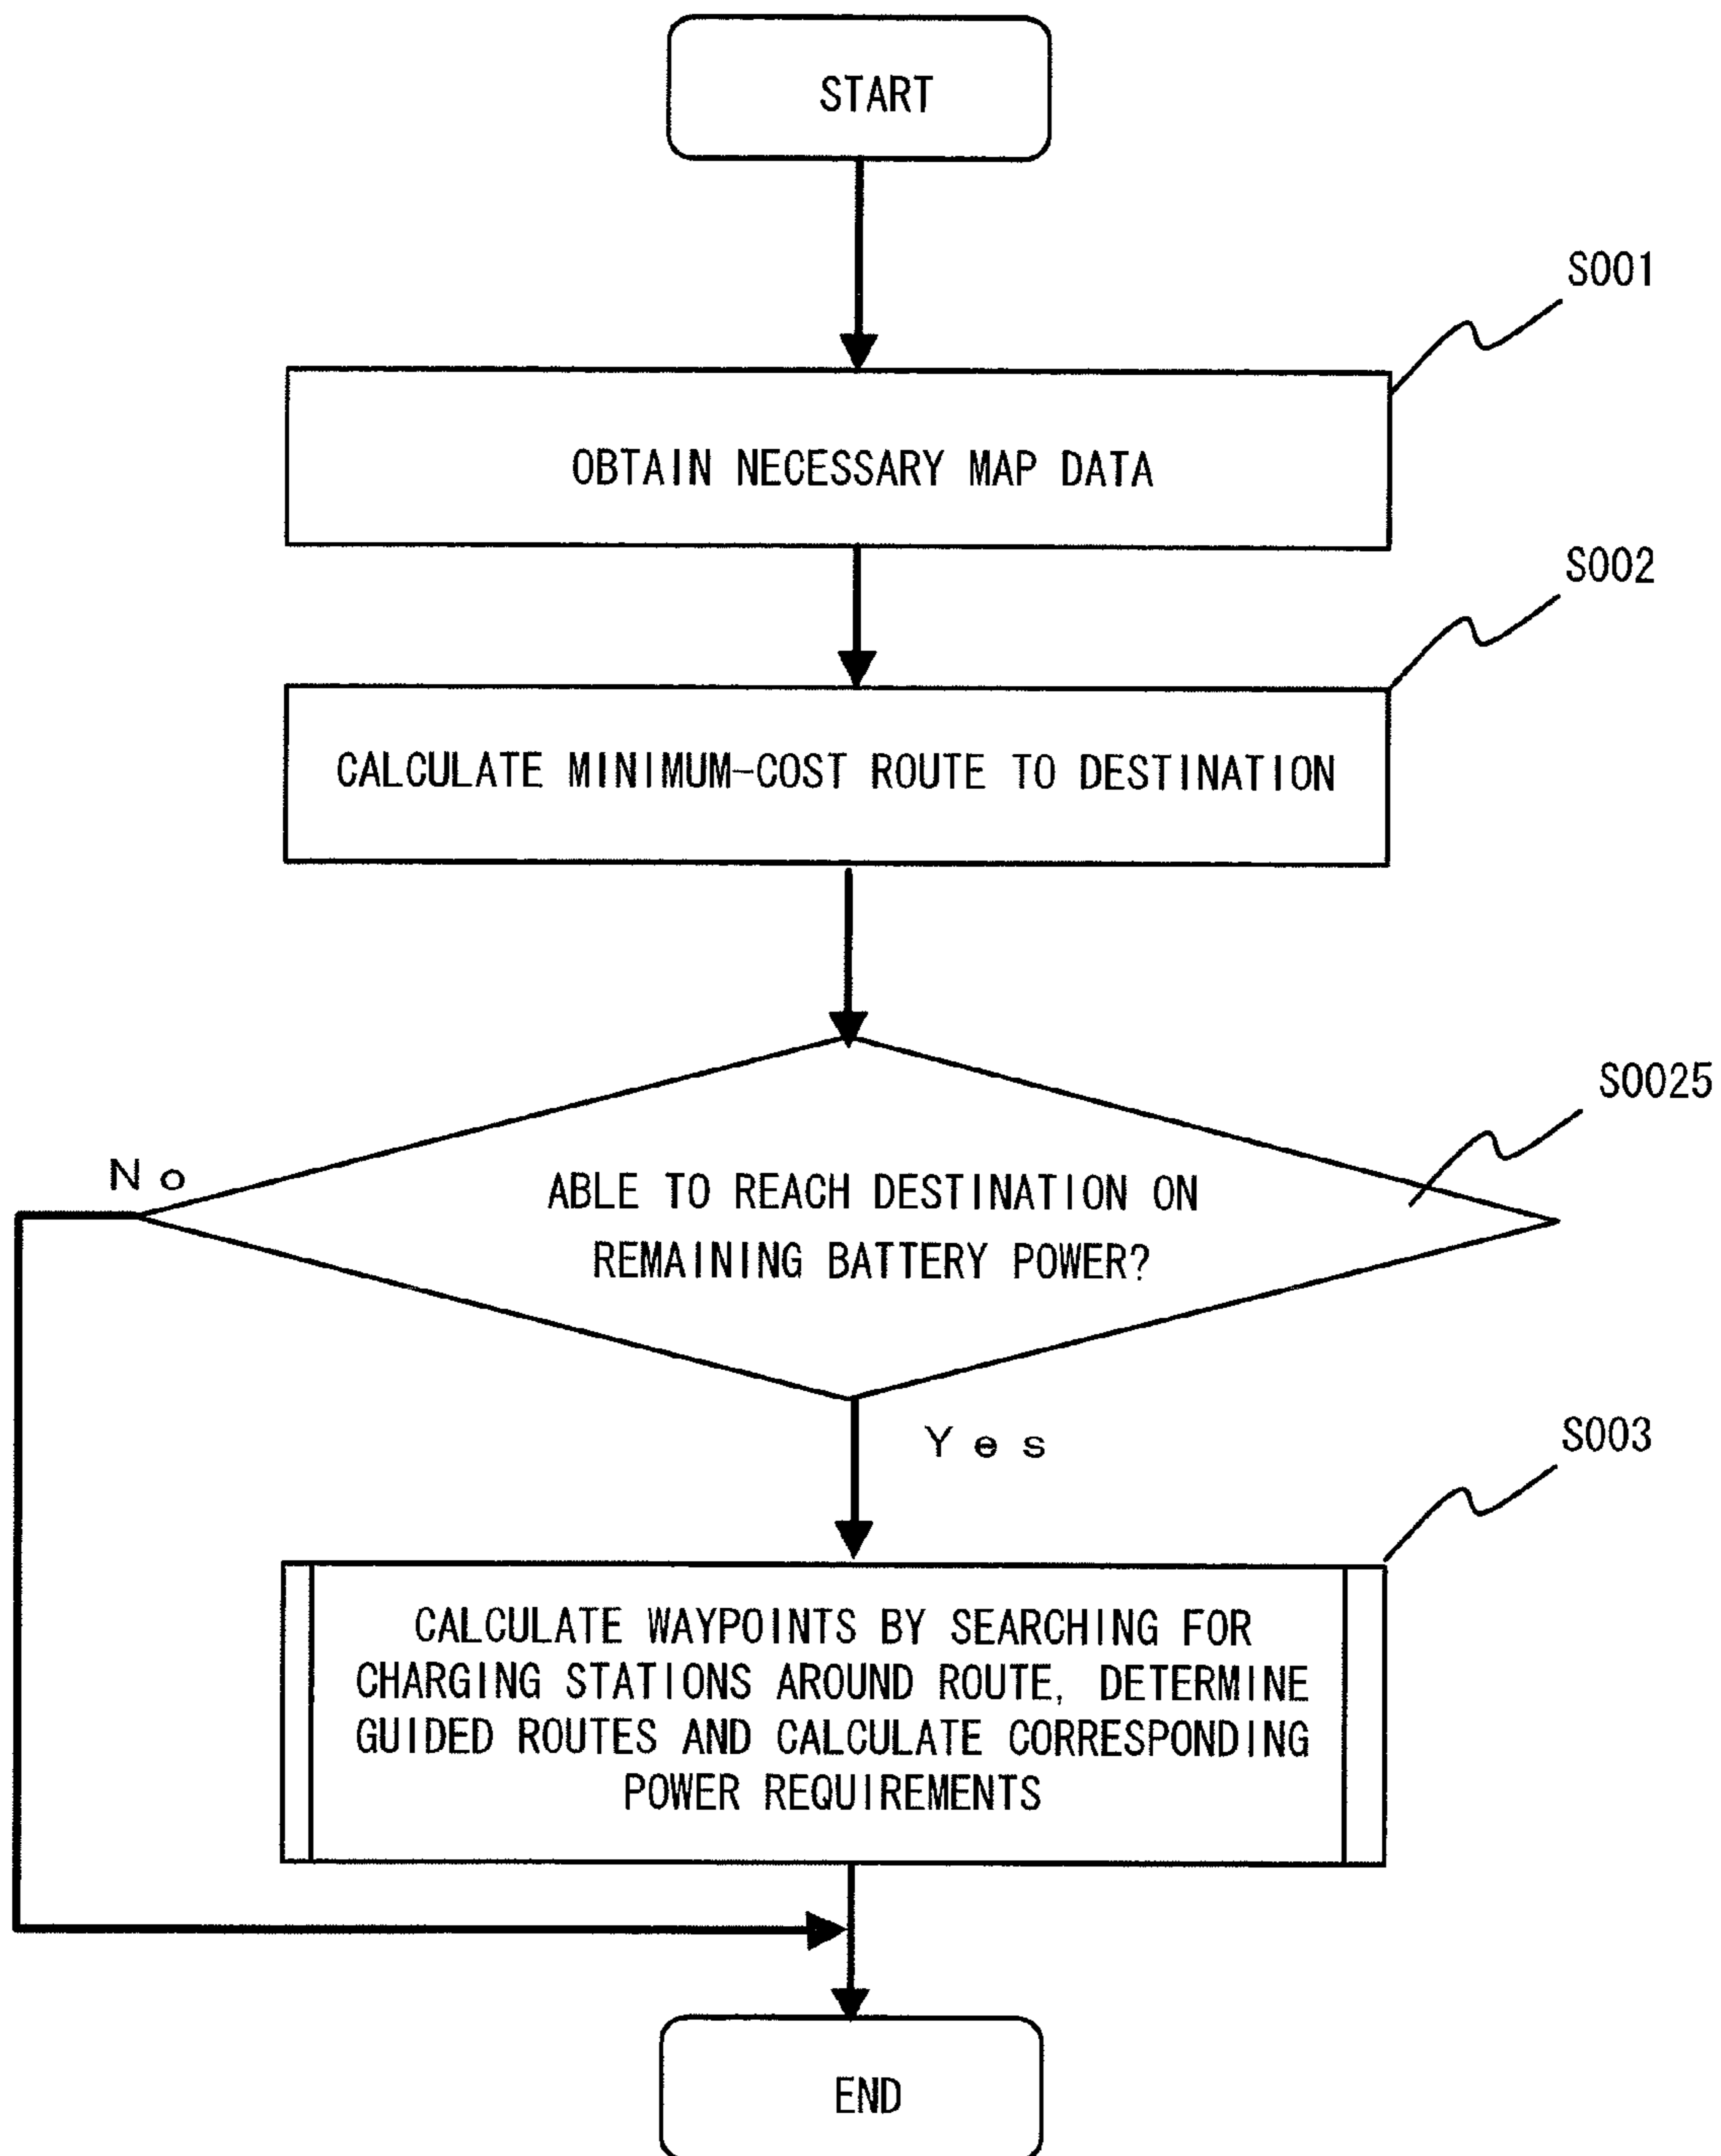 START
S001
OBTAIN NECESSARY MAP DATA
S002
CALCULATE MINIMUM-COST ROUTE TO DESTINATION
S0025
No
ABLE TO REACH DESTINATION ON
REMAINING BATTERY POWER?
Yes
S003
CALCULATE WAYPOINTS BY SEARCHING FOR
CHARGING STATIONS AROUND ROUTE, DETERMINE
GUIDED ROUTES AND CALCULATE CORRESPONDING
POWER REQUIREMENTS
END